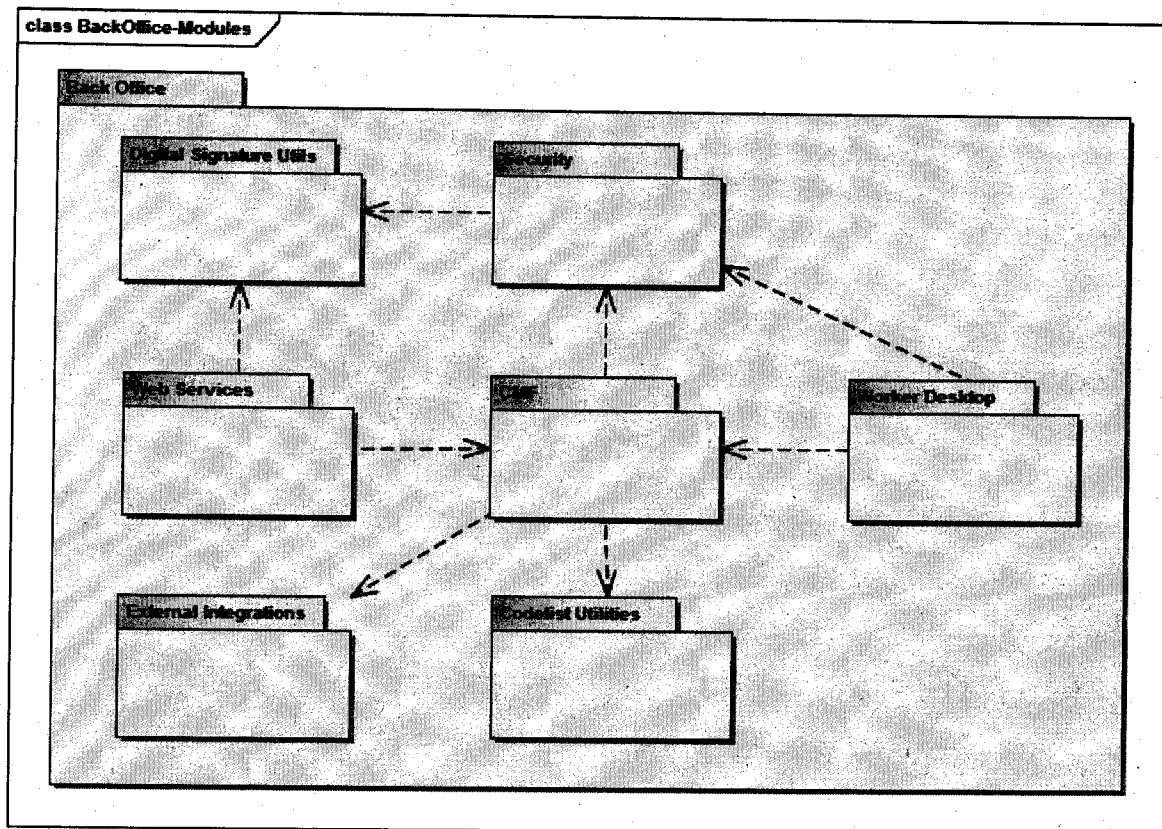 class BackOffice-Modules
Back Office
Digital Signature Utils
Security
Web Services
Worker Desktop
External Integrations
Codelist Utilities